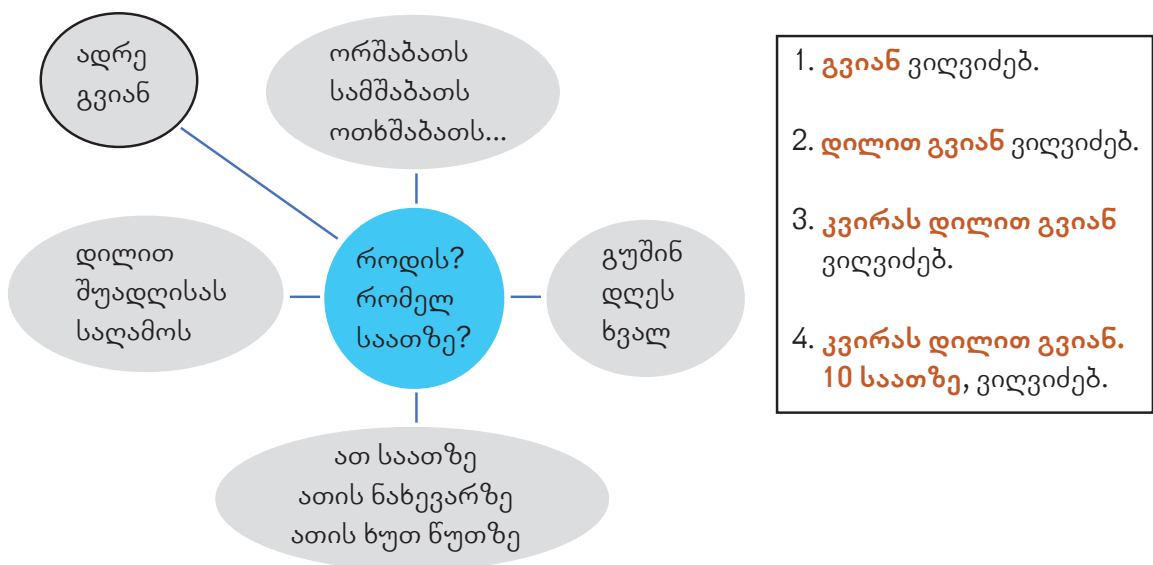 ადრე
გვიან
ორშაბათს
სამშაბათს
ოთხშაბათს...
დილით
შუადღისას
საღამოს
როდის?
რომელ
საათზე?
გუშინ
დღეს
ხვალ
ათ საათზე
ათის ნახევარზე
ათის ხუთ წუთზე
1. გვიან ვიღვიძებ.
2. დილით გვიან ვიღვიძებ.
3. კვირას დილით გვიან
ვიღვიძებ.
4. კვირას დილით გვიან.
10 საათზე, ვიღვიძებ.